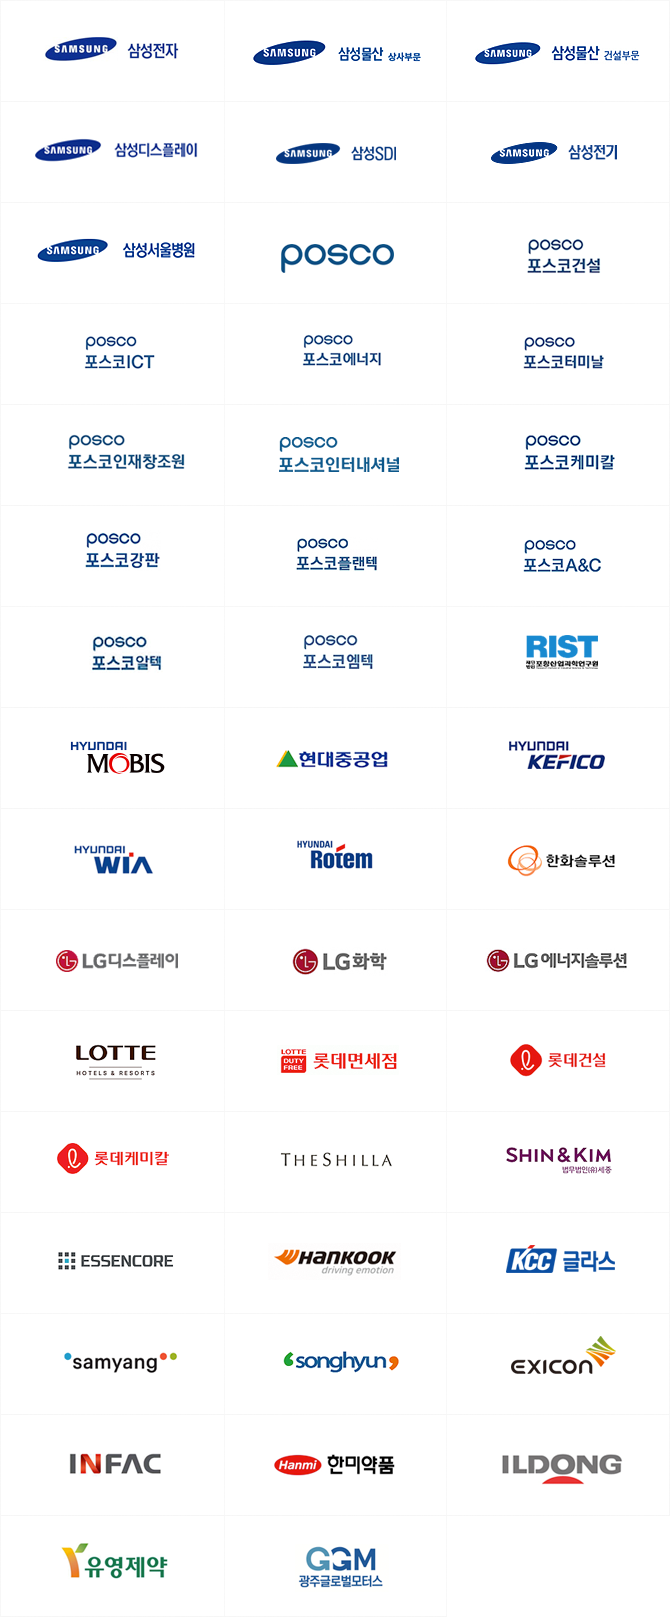 SAMSUNG 삼성전자
SAMSUNG 삼성물산 상사부문
SAMSUNG 삼성물산 건설부문
SAMSUNG 삼성디스플레이
SAMSUNG 삼성SDI
SAMSUNG 삼성전기
SAMSUNG 삼성서울병원
posco
posco
포스코건설
posco
포스코ICT
posco
포스코에너지
posco
포스코터미날
posco
포스코인재창조원
posco
포스코인터내셔널
posco
포스코케미칼
posco
포스코강판
posco
포스코플랜텍
posco
포스코A&C
posco
포스코알텍
posco
포스코엠텍
RIST
재단법인 포항산업과학연구원
HYUNDAI
MOBIS
현대중공업
HYUNDAI
KEFICO
HYUNDAI
WIA
HYUNDAI
Rotem
한화솔루션
LG디스플레이
LG화학
LG에너지솔루션
LOTTE
HOTELS & RESORTS
LOTTE
DUTY
FREE
롯데면세점
롯데건설
롯데케미칼
THE SHILLA
SHIN & KIM
법무법인(유)세종
ESSENCORE
HANKOOK
driving emotion
KCC 글라스
samyang
songhyun
EXICON
INFAC
Hanmi 한미약품
ILDONG
유영제약
GGM
광주글로벌모터스